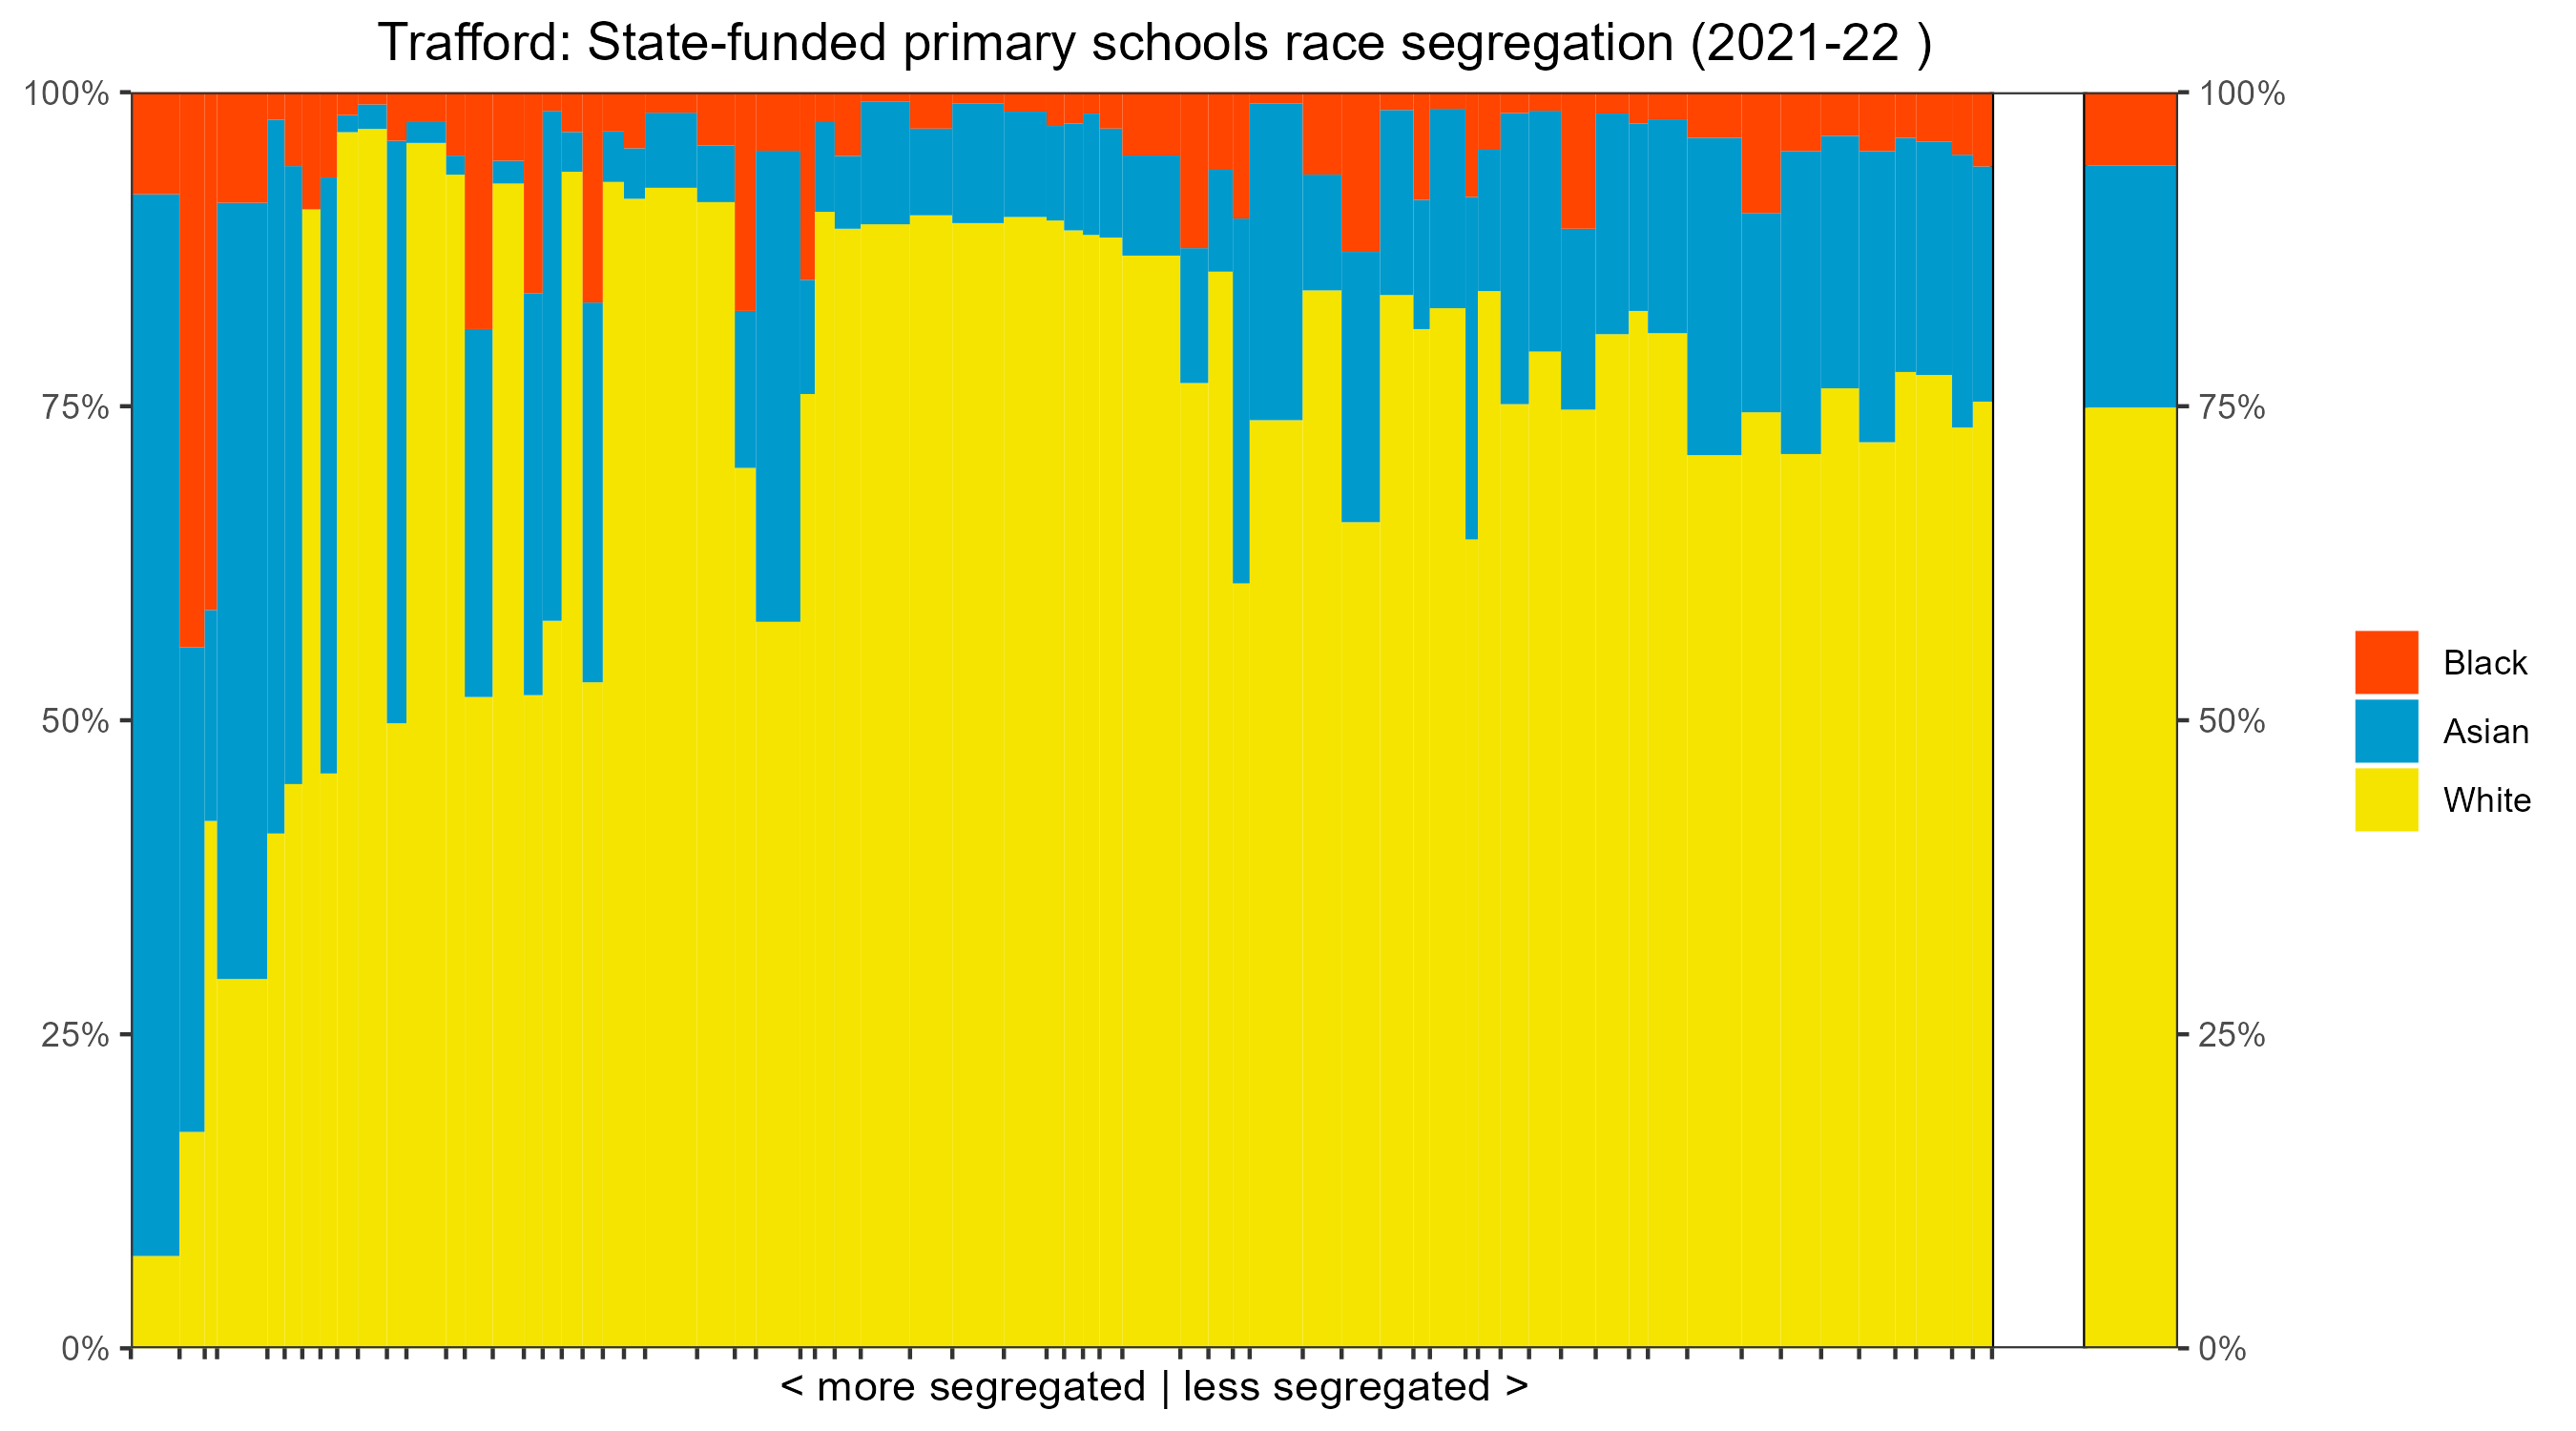 Trafford: State-funded primary schools race segregation (2021-22 )
100%
75%
50%
25%
0%
100%
75%
50%
25%
0%
< more segregated | less segregated >
Black
Asian
White